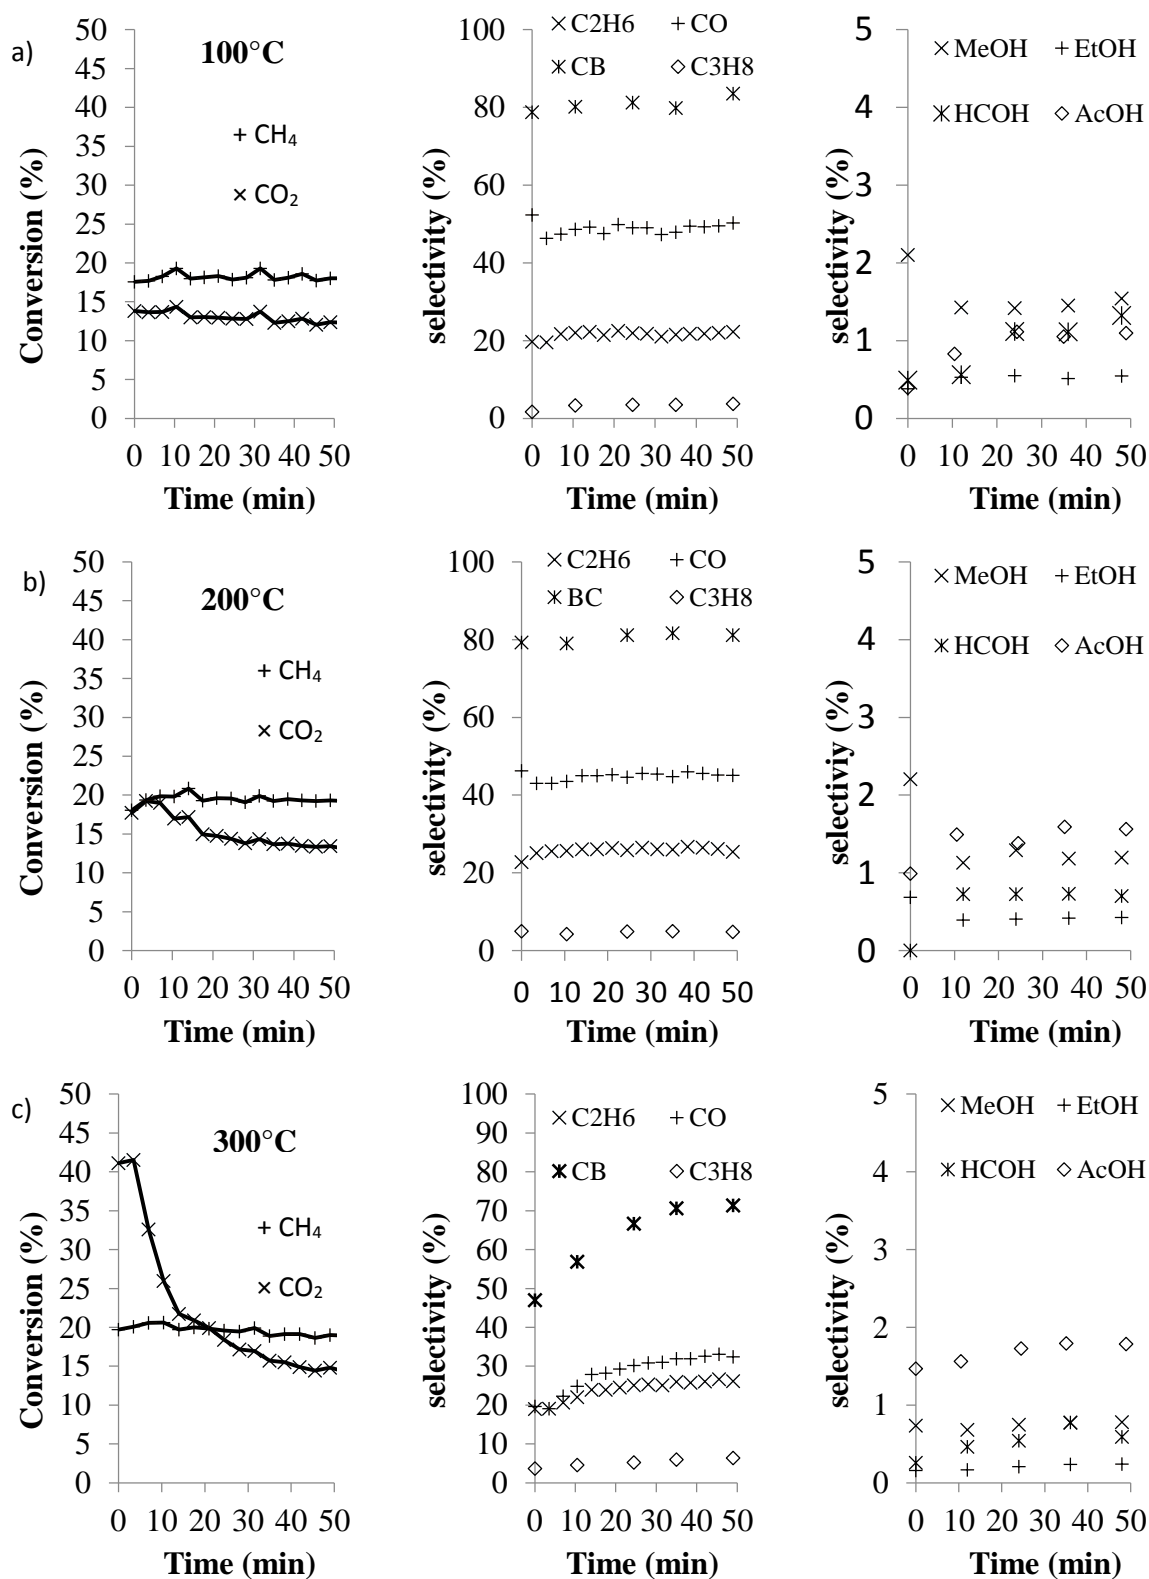 a)
100°C
Conversion (%)
50
45
40
35
30
25
20
15
10
5
0
+ CH₄
× CO₂
0 10 20 30 40 50
Time (min)
selectivity (%)
100
80
60
40
20
0
C2H6 CO
CB C3H8
0 10 20 30 40 50
Time (min)
selectivity (%)
5
4
3
2
1
0
MeOH EtOH
HCOH AcOH
0 10 20 30 40 50
Time (min)
b)
200°C
Conversion (%)
50
45
40
35
30
25
20
15
10
5
0
+ CH₄
× CO₂
0 10 20 30 40 50
Time (min)
selectivity (%)
100
80
60
40
20
0
C2H6 CO
BC C3H8
0 10 20 30 40 50
Time (min)
selectiviy (%)
5
4
3
2
1
0
MeOH EtOH
HCOH AcOH
0 10 20 30 40 50
Time (min)
c)
300°C
Conversion (%)
50
45
40
35
30
25
20
15
10
5
0
+ CH₄
× CO₂
0 10 20 30 40 50
Time (min)
selectivity (%)
100
90
80
70
60
50
40
30
20
10
0
C2H6 CO
CB C3H8
0 10 20 30 40 50
Time (min)
selectivity (%)
5
4
3
2
1
0
MeOH EtOH
HCOH AcOH
0 10 20 30 40 50
Time (min)